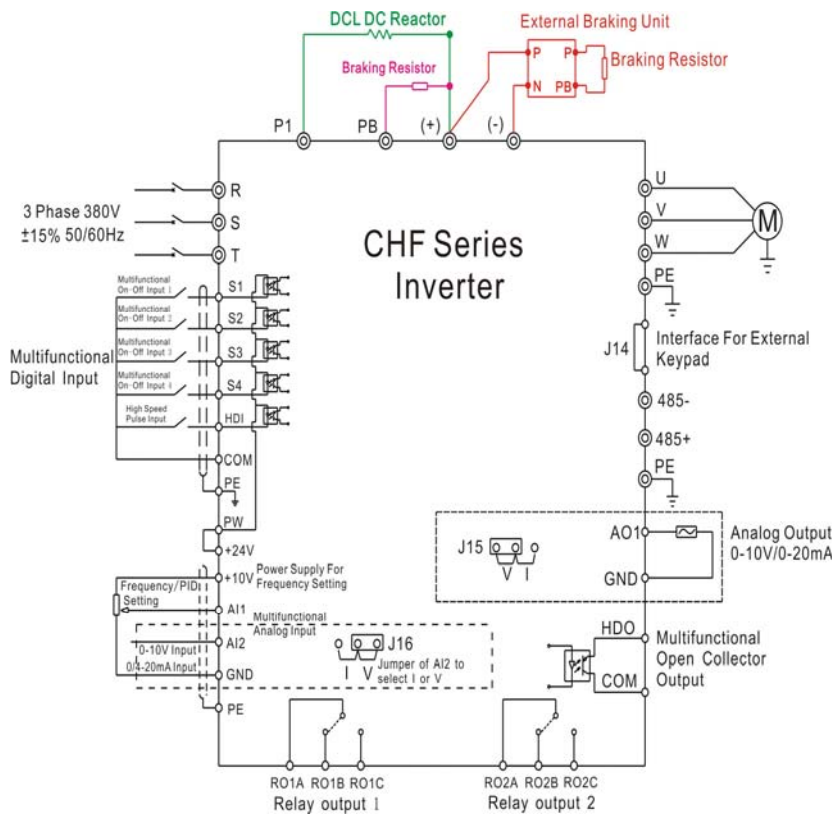 DCL DC Reactor
External Braking Unit
Braking Resistor
P
P
N
PB
Braking Resistor
P1
PB
(+)
(-)
3 Phase 380V
±15% 50/60Hz
R
S
T
CHF Series
Inverter
U
V
W
M
PE
Multifunctional
On-Off Input 1
S1
Multifunctional
On-Off Input 2
S2
Multifunctional
On-Off Input 3
S3
Multifunctional
On-Off Input 4
S4
High Speed
Pulse Input
HDI
Multifunctional
Digital Input
COM
PE
PW
+24V
J14
Interface For External
Keypad
485-
485+
PE
J15
V I
AO1
GND
Analog Output
0-10V/0-20mA
+10V
Power Supply For
Frequency Setting
Frequency/PID
Setting
AI1
Multifunctional
Analog Input
AI2
0-10V Input
0/4-20mA Input
GND
PE
J16
I V
Jumper of AI2 to
select I or V
HDO
COM
Multifunctional
Open Collector
Output
RO1A RO1B RO1C
Relay output 1
RO2A RO2B RO2C
Relay output 2